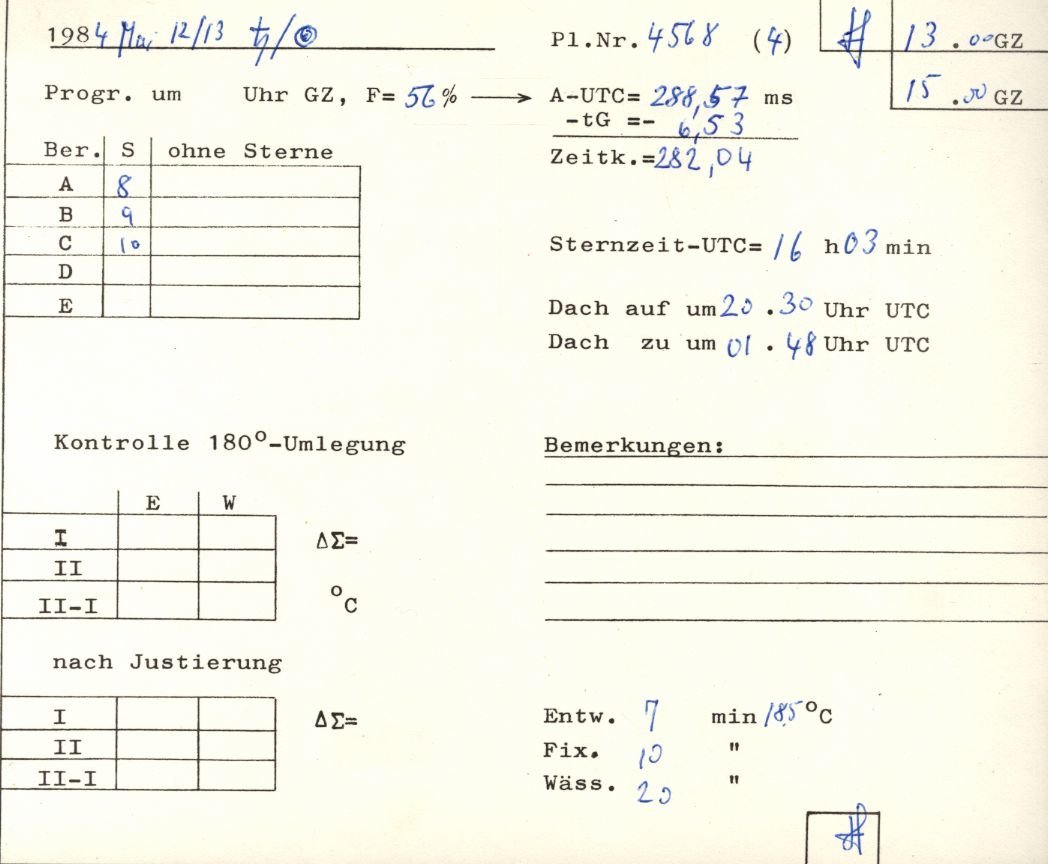 1984 Mai 12/13 ♄/☉ Pl.Nr. 4568 (4) 13.00 GZ
Progr. um Uhr GZ, F= 56% → A-UTC= 288,57 ms 15.00 GZ
-tG =- 6,53
Zeitk.=282,04
Ber. S ohne Sterne
A 8
B 9
C 10
D
E
Sternzeit-UTC= 16 h 03 min
Dach auf um 20.30 Uhr UTC
Dach zu um 01.48 Uhr UTC
Kontrolle 180°-Umlegung
E W
I ΔΣ=
II
II-I °C
nach Justierung
I ΔΣ=
II
II-I
Bemerkungen:
Entw. 7 min 18,5 °C
Fix. 10 "
Wäss. 20 "